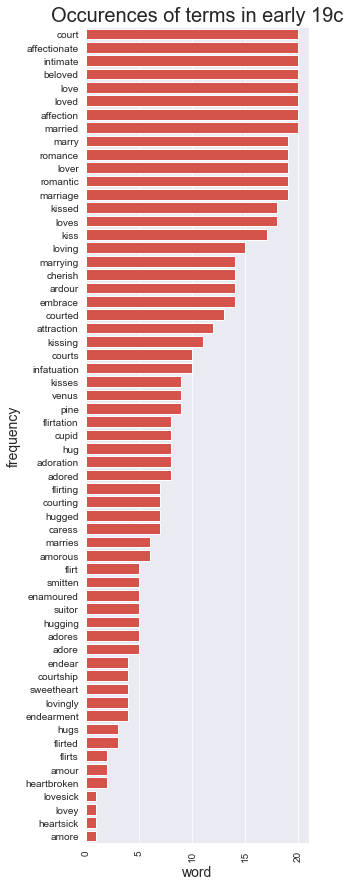 Occurences of terms in early 19c
court
affectionate
intimate
beloved
love
loved
affection
married
marry
romance
lover
romantic
marriage
kissed
loves
kiss
loving
marrying
cherish
ardour
embrace
courted
attraction
kissing
courts
infatuation
kisses
venus
pine
flirtation
cupid
hug
adoration
adored
flirting
courting
hugged
caress
marries
amorous
flirt
smitten
enamoured
suitor
hugging
adores
adore
endear
courtship
sweetheart
lovingly
endearment
hugs
flirted
flirts
amour
heartbroken
lovesick
lovey
heartsick
amore
frequency
0 5 10 15 20
word